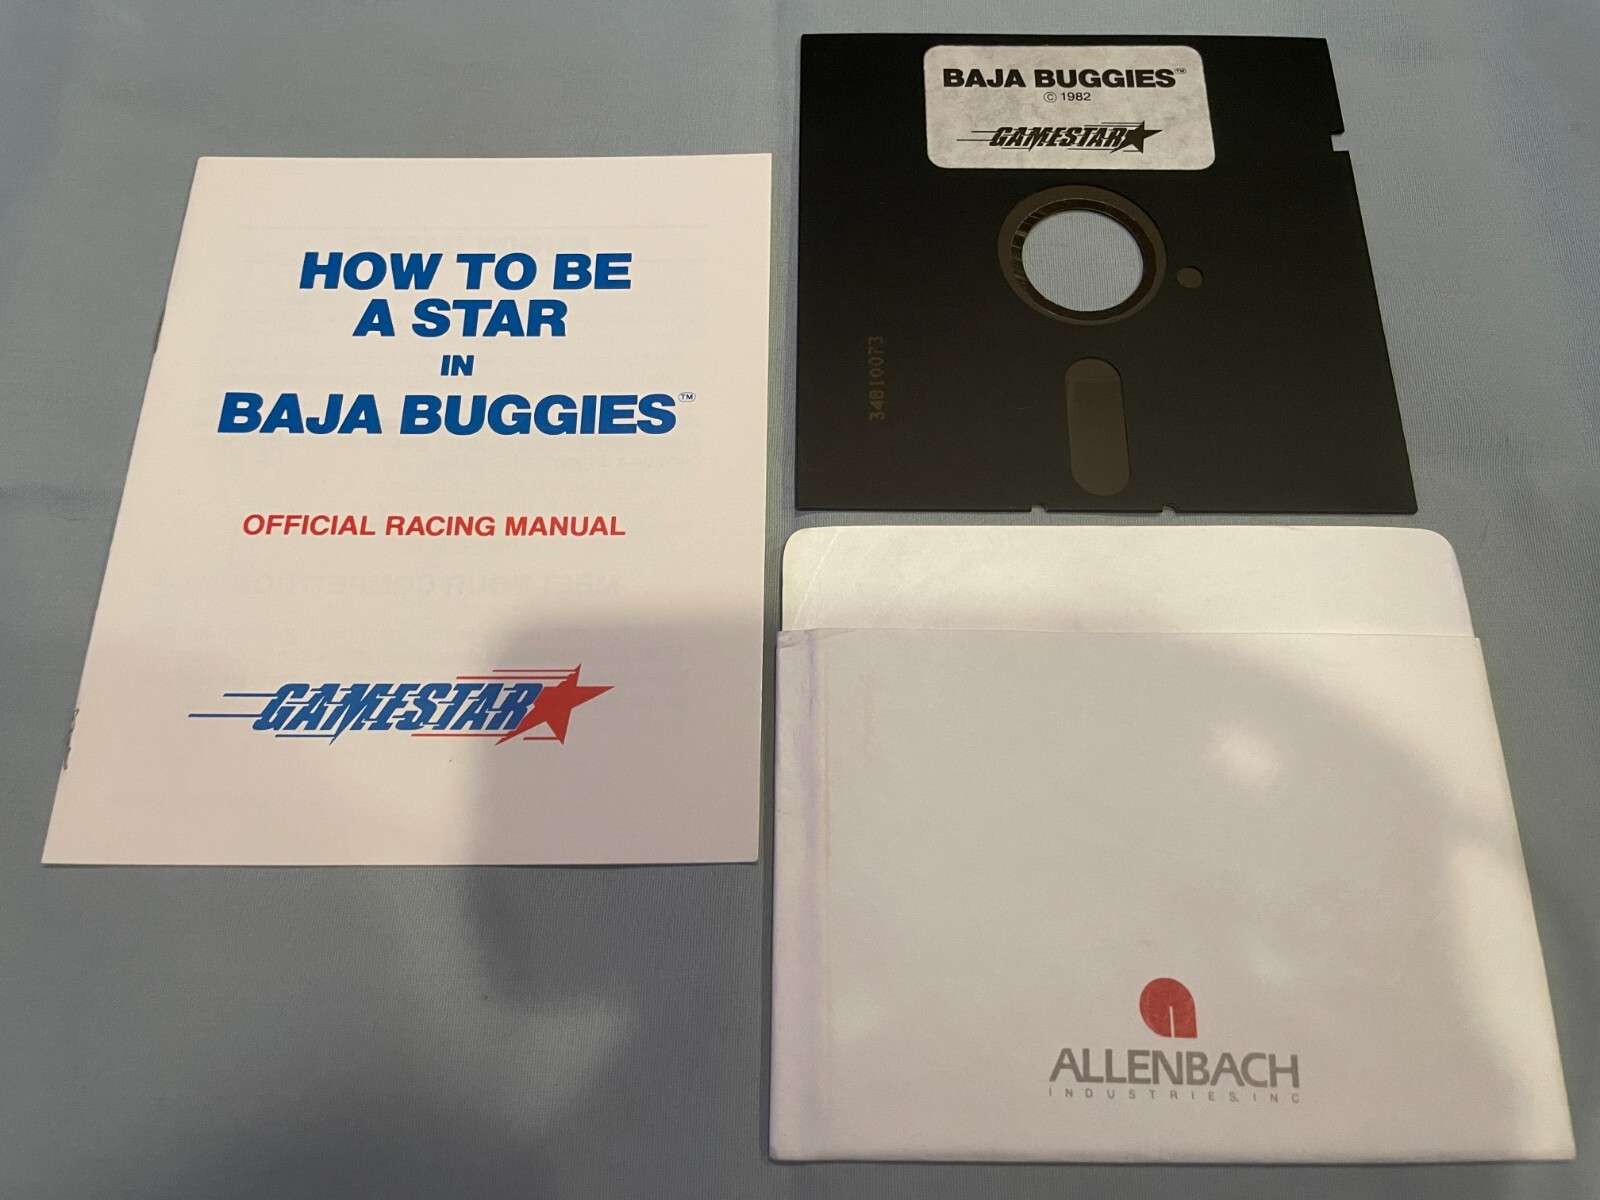 HOW TO BE
A STAR
IN
BAJA BUGGIES™
OFFICIAL RACING MANUAL
GAMESTAR
BAJA BUGGIES™
© 1982
GAMESTAR
34810073
ALLENBACH
INDUSTRIES, INC